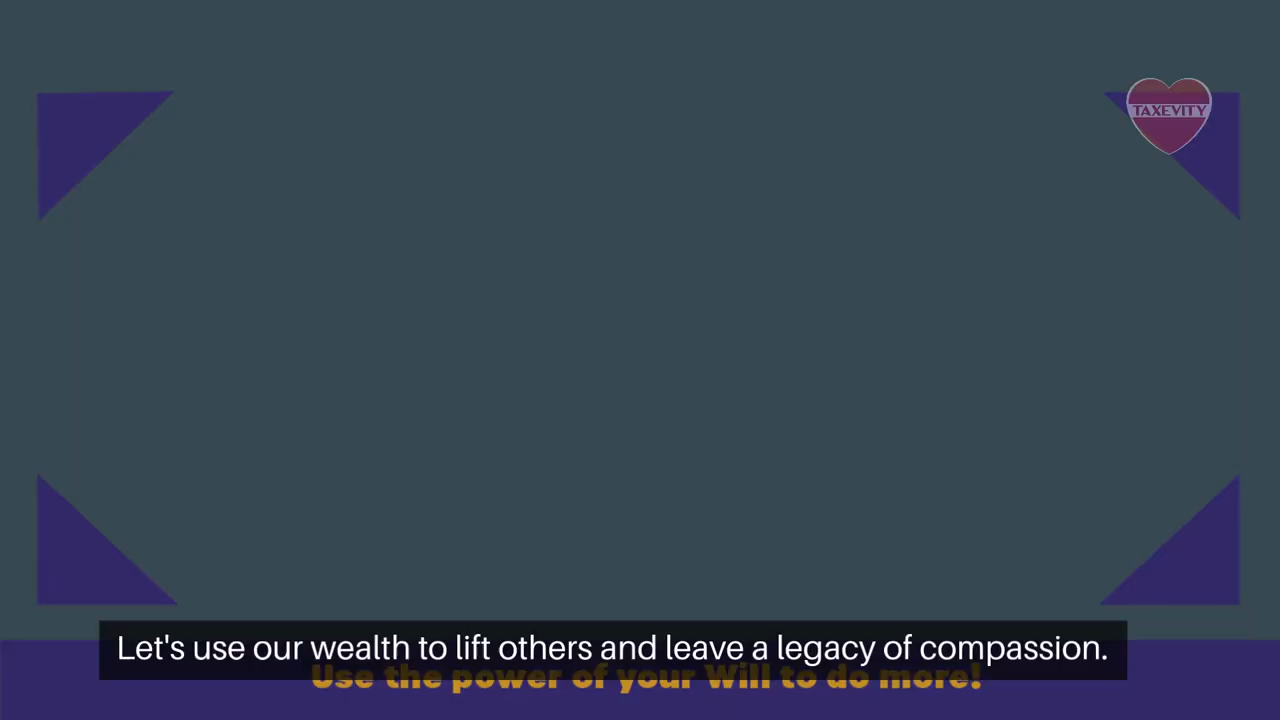 TAXEVITY
Let's use our wealth to lift others and leave a legacy of compassion.
Use the power of your Will to do more!